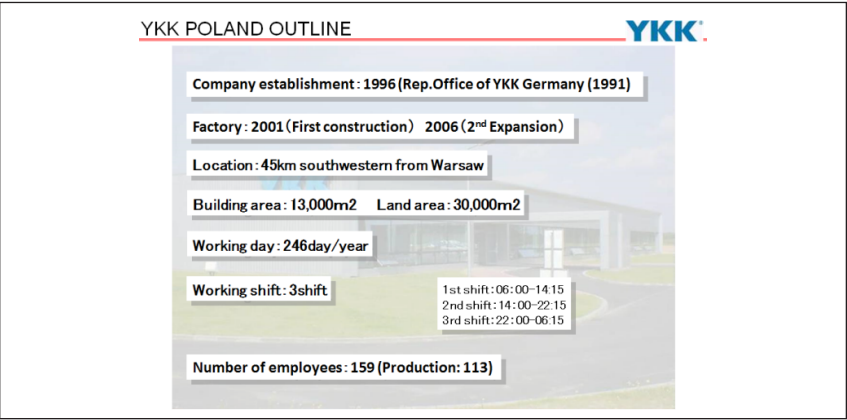 YKK POLAND OUTLINE
YKK
Company establishment : 1996 (Rep.Office of YKK Germany (1991)
Factory : 2001 (First construction) 2006 (2nd Expansion)
Location : 45km southwestern from Warsaw
Building area : 13,000m2 Land area : 30,000m2
Working day : 246day/year
Working shift : 3shift
1st shift : 06:00-14:15
2nd shift : 14:00-22:15
3rd shift : 22:00-06:15
Number of employees : 159 (Production: 113)